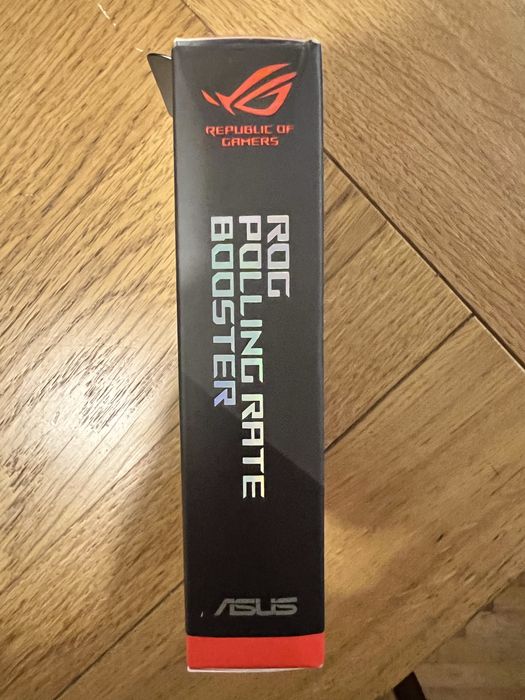 REPUBLIC OF
GAMERS
ROG
POLLING RATE
BOOSTER
ASUS